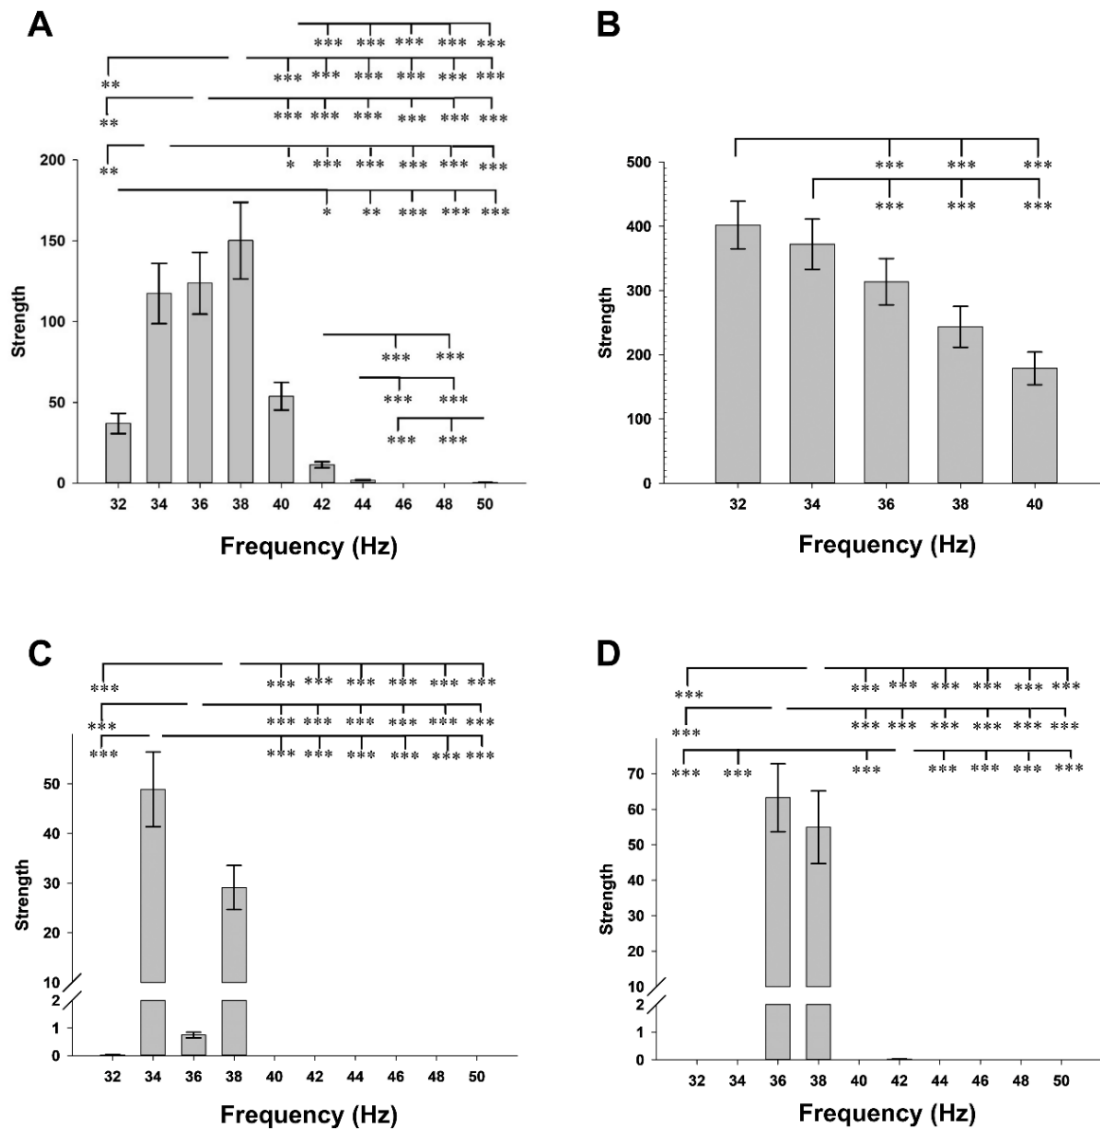 A
*** *** *** *** ***
*** *** *** *** *** ***
**
*** *** *** *** *** ***
**
* *** *** *** *** ***
**
* ** *** *** ***
200
150
100
50
0
Strength
*** ***
*** ***
*** ***
32 34 36 38 40 42 44 46 48 50
Frequency (Hz)
B
*** *** ***
*** *** ***
500
400
300
200
100
0
Strength
32 34 36 38 40
Frequency (Hz)
C
*** *** *** *** *** *** ***
*** *** *** *** *** *** ***
*** *** *** *** *** *** ***
50
40
30
20
10
2
1
0
Strength
32 34 36 38 40 42 44 46 48 50
Frequency (Hz)
D
*** *** *** *** *** *** ***
*** *** *** *** *** *** ***
*** *** *** *** *** *** ***
70
60
50
40
30
20
10
2
1
0
Strength
32 34 36 38 40 42 44 46 48 50
Frequency (Hz)